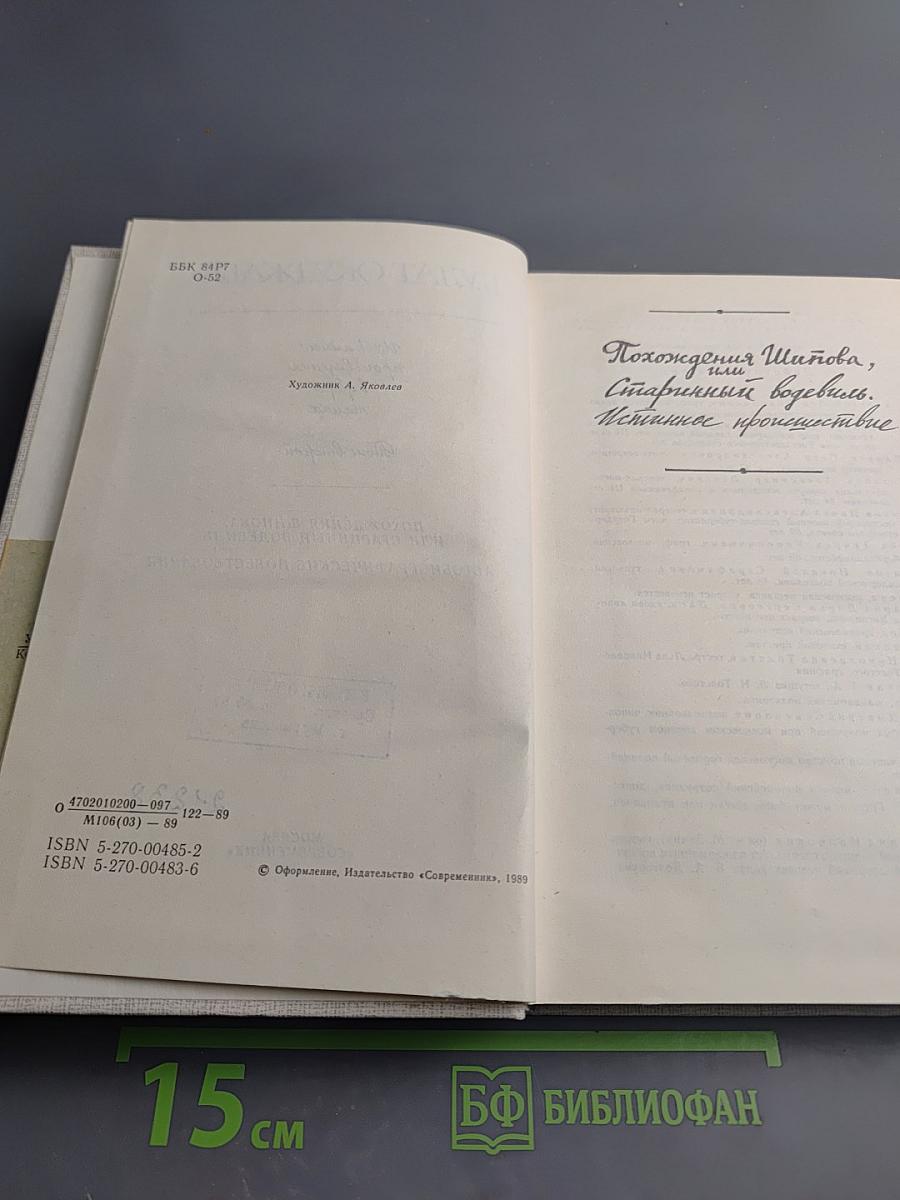 ББК 84Р7
О-52
Художник А. Яковлев
О 4702010200—097 122—89
М106(03) — 89
ISBN 5-270-00485-2
ISBN 5-270-00483-6
© Оформление, Издательство «Современник», 1989
Похождения Шипова,
или
Старинный водевиль.
Истинное происшествие
15 см
БФ БИБЛИОФАН